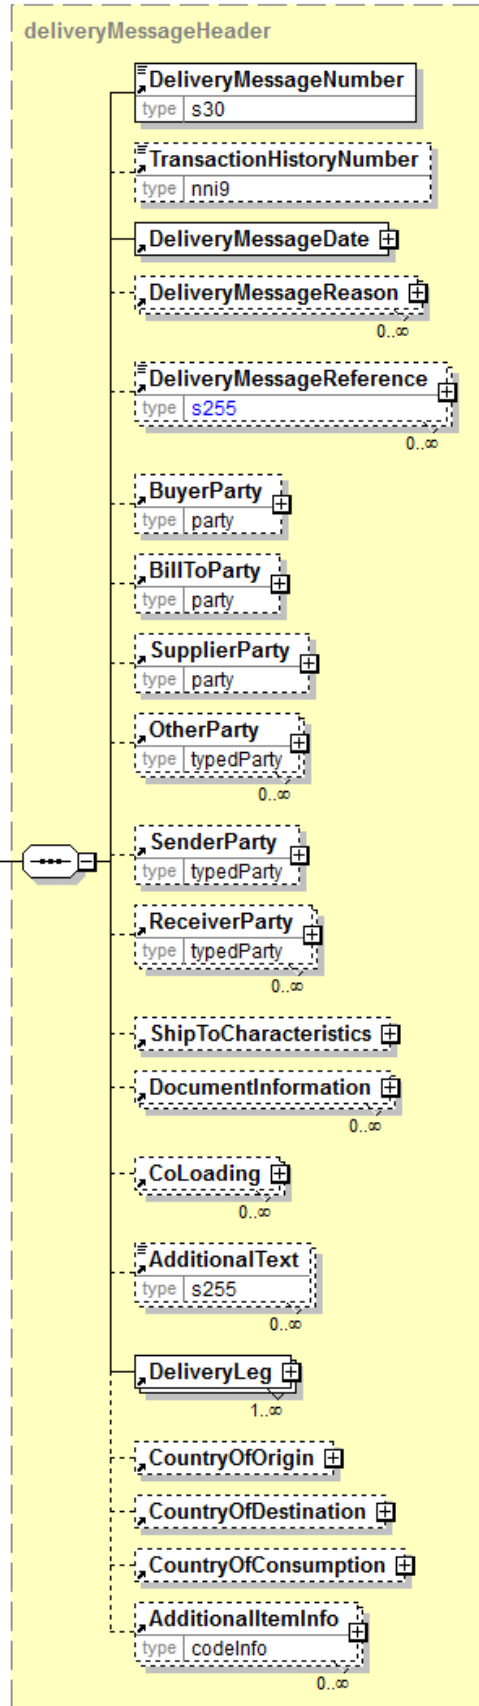 deliveryMessageHeader
DeliveryMessageNumber
type s30
TransactionHistoryNumber
type nni9
DeliveryMessageDate
DeliveryMessageReason
0..∞
DeliveryMessageReference
type s255
0..∞
BuyerParty
type party
BillToParty
type party
SupplierParty
type party
OtherParty
type typedParty
0..∞
SenderParty
type typedParty
ReceiverParty
type typedParty
0..∞
ShipToCharacteristics
DocumentInformation
0..∞
CoLoading
0..∞
AdditionalText
type s255
0..∞
DeliveryLeg
1..∞
CountryOfOrigin
CountryOfDestination
CountryOfConsumption
AdditionalItemInfo
type codeInfo
0..∞